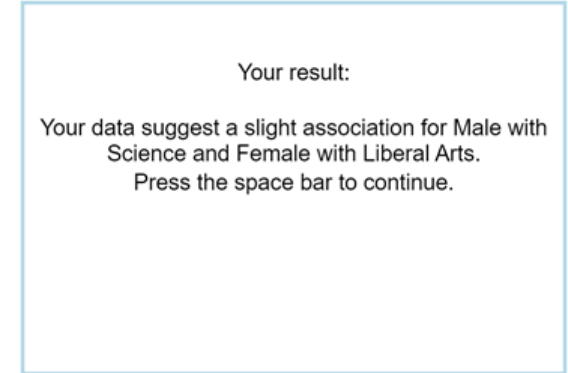 Your result:
Your data suggest a slight association for Male with
Science and Female with Liberal Arts.
Press the space bar to continue.